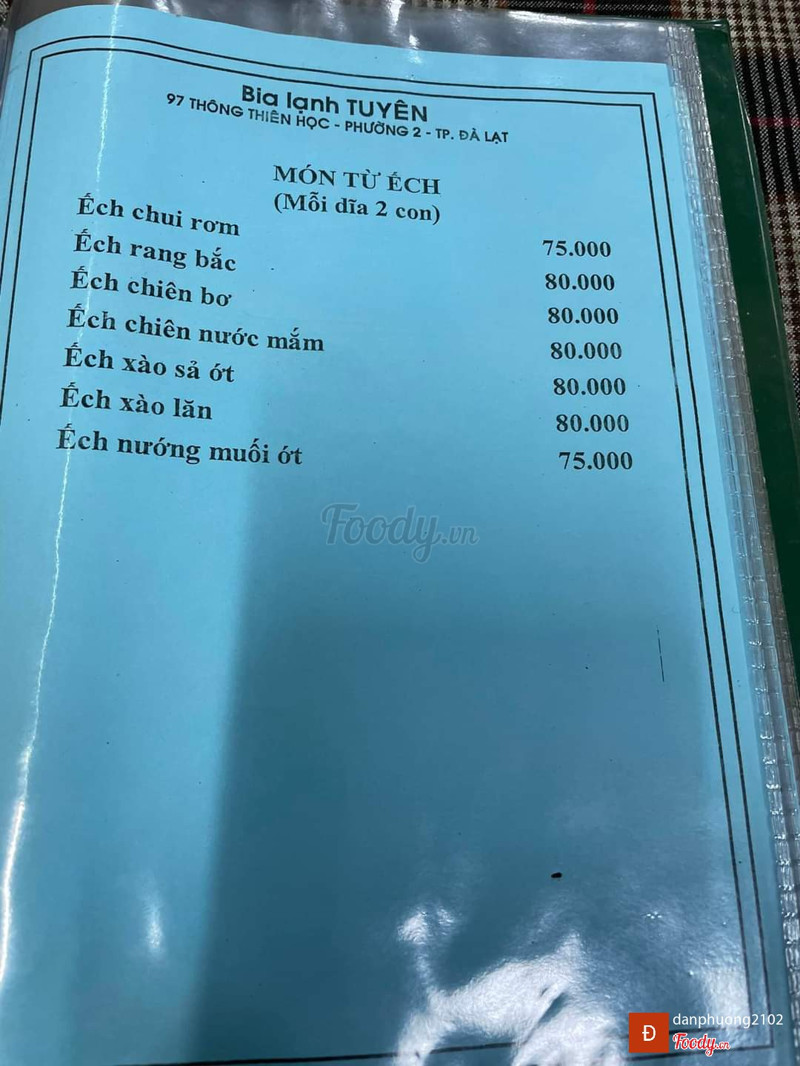 Bia lạnh TUYÊN
97 THÔNG THIÊN HỌC - PHƯỜNG 2 - TP. ĐÀ LẠT
MÓN TỪ ẾCH
(Mỗi dĩa 2 con)
Ếch chui rơm 75.000
Ếch rang bắc 80.000
Ếch chiên bơ 80.000
Ếch chiên nước mắm 80.000
Ếch xào sả ớt 80.000
Ếch xào lăn 80.000
Ếch nướng muối ớt 75.000
Foody.vn
Đ danphuong2102
Foody.vn